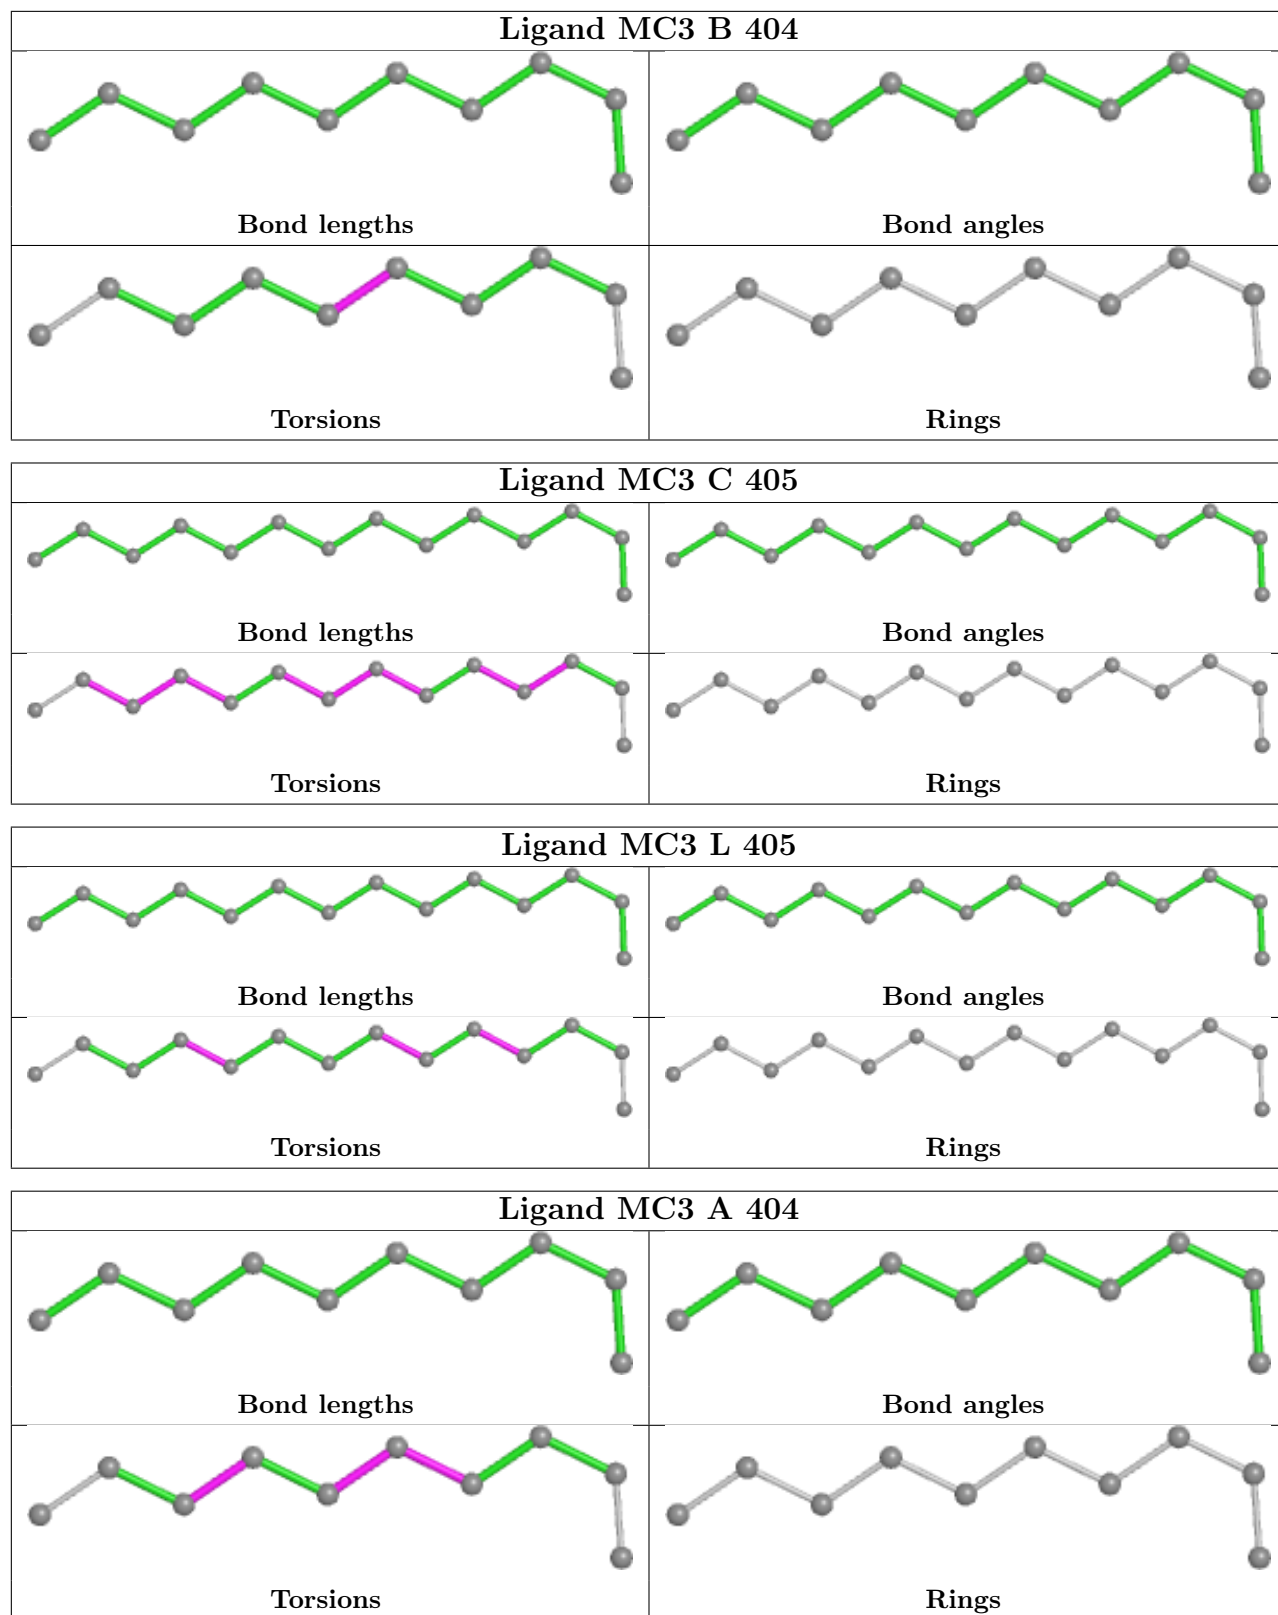 Ligand MC3 B 404
Bond lengths
Bond angles
Torsions
Rings
Ligand MC3 C 405
Bond lengths
Bond angles
Torsions
Rings
Ligand MC3 L 405
Bond lengths
Bond angles
Torsions
Rings
Ligand MC3 A 404
Bond lengths
Bond angles
Torsions
Rings